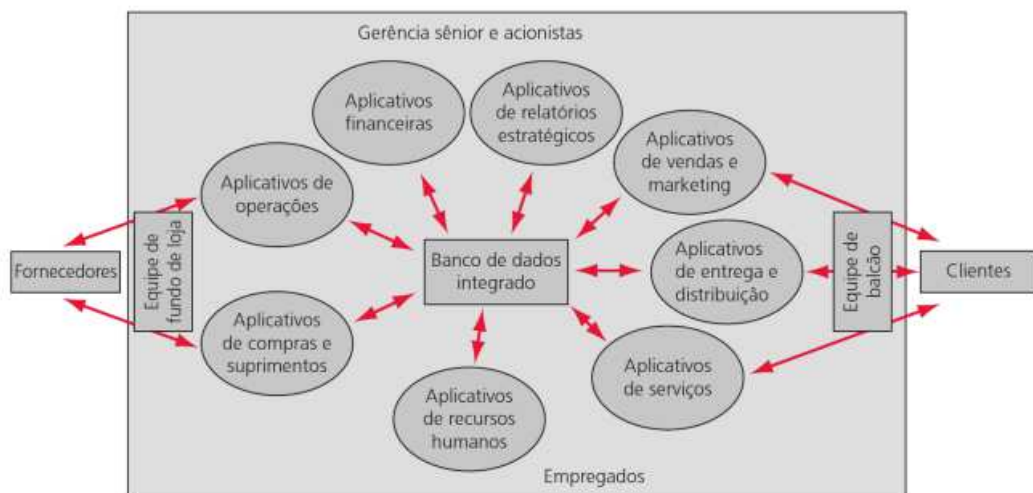 Gerência sênior e acionistas
Aplicativos
financeiras
Aplicativos
de relatórios
estratégicos
Aplicativos
de vendas e
marketing
Aplicativos de
operações
Fornecedores
Equipe de
fundo de loja
Banco de dados
integrado
Aplicativos
de entrega e
distribuição
Equipe de
balcão
Clientes
Aplicativos
de compras e
suprimentos
Aplicativos
de serviços
Aplicativos
de recursos
humanos
Empregados